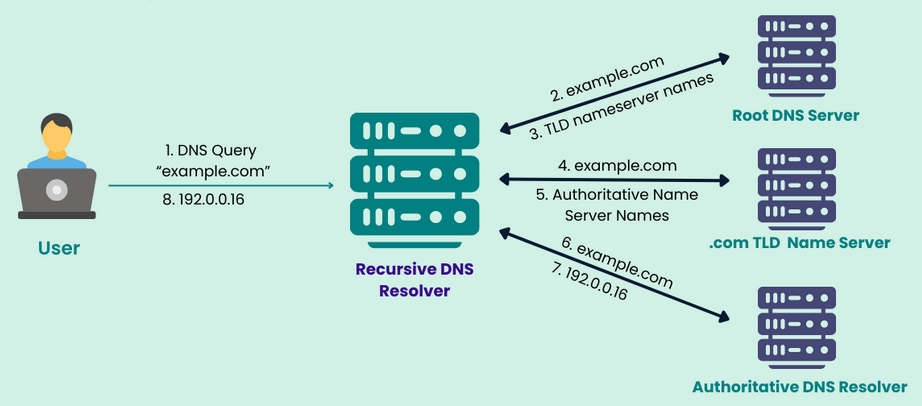 1. DNS Query
“example.com”
8. 192.0.0.16
User
Recursive DNS
Resolver
2. example.com
3. TLD nameserver names
Root DNS Server
4. example.com
5. Authoritative Name
Server Names
.com TLD Name Server
6. example.com
7. 192.0.0.16
Authoritative DNS Resolver